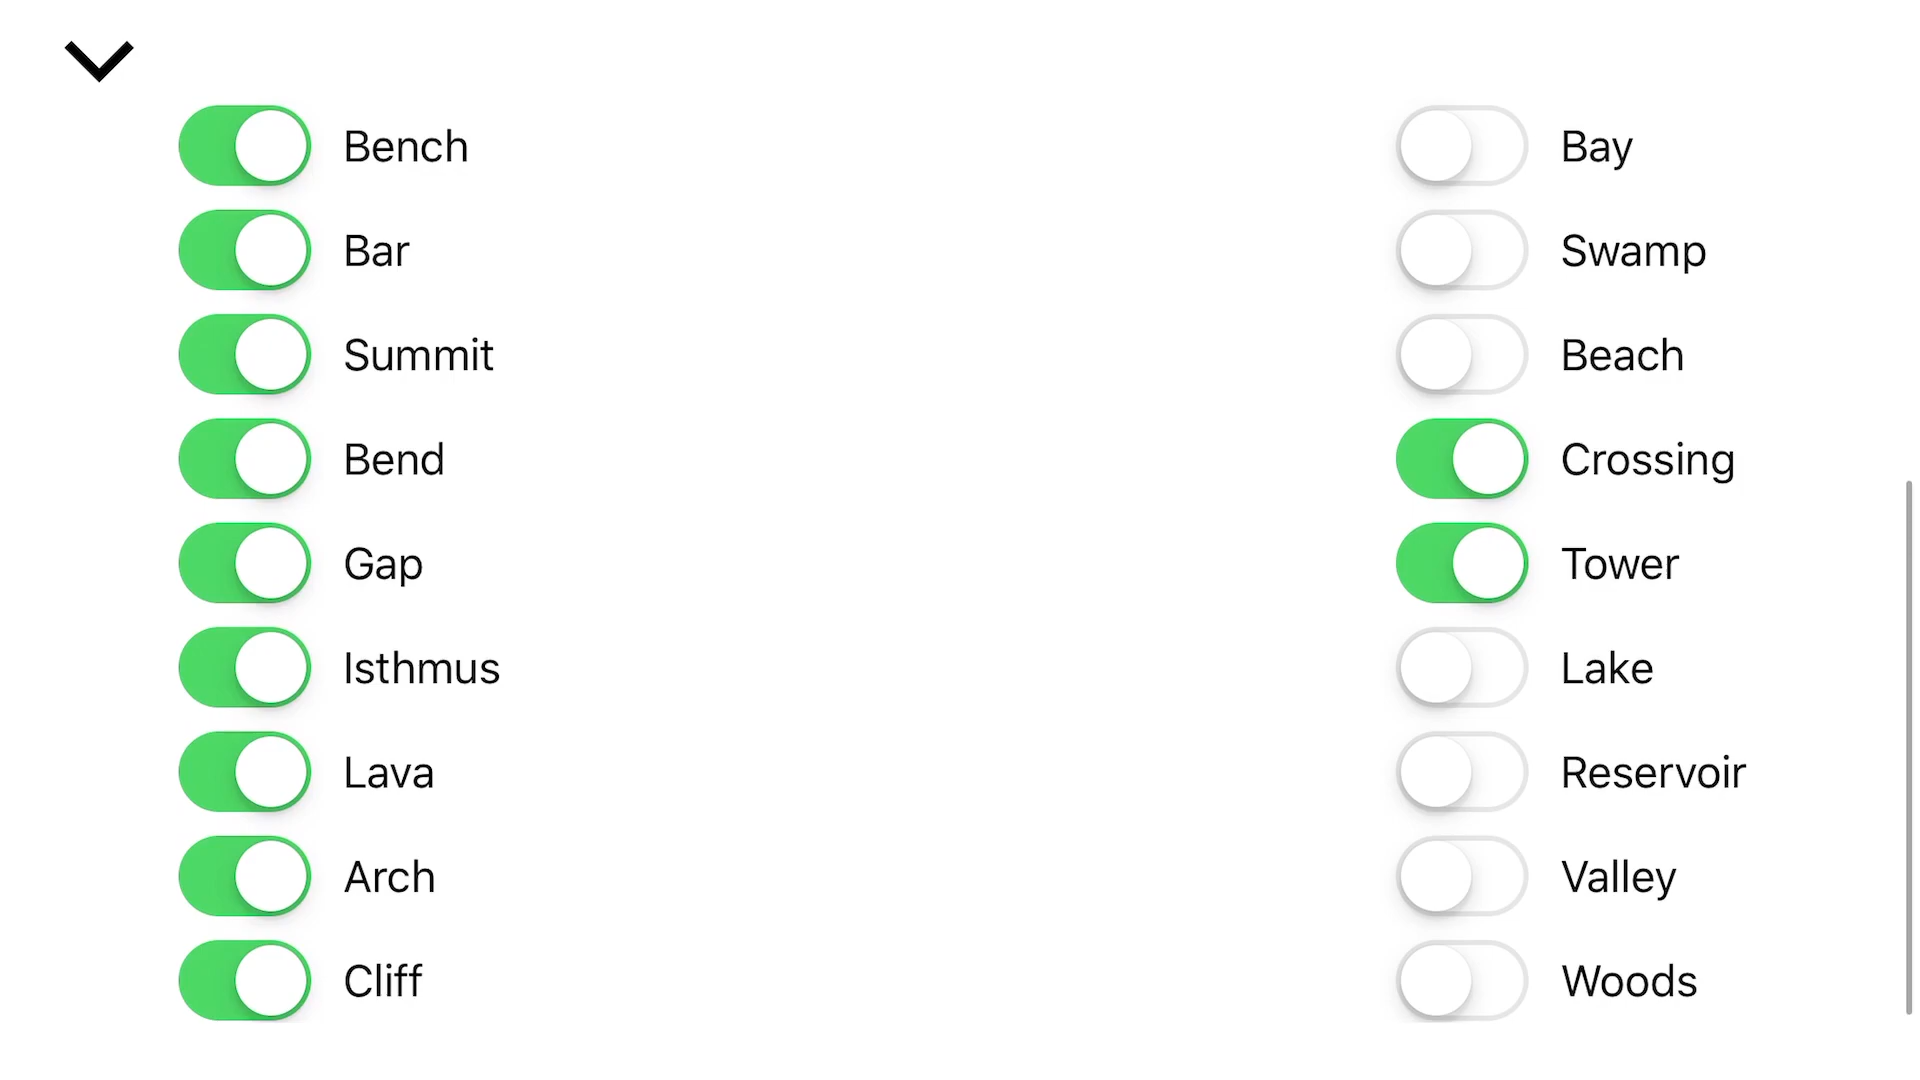 Bench
Bar
Summit
Bend
Gap
Isthmus
Lava
Arch
Cliff
Bay
Swamp
Beach
Crossing
Tower
Lake
Reservoir
Valley
Woods